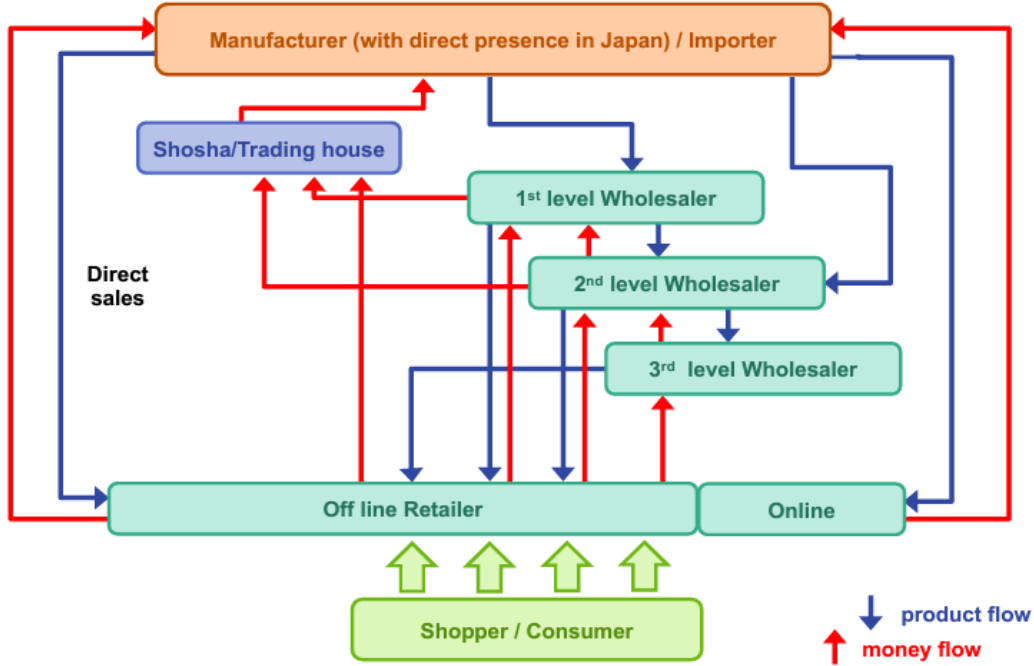 Manufacturer (with direct presence in Japan) / Importer
Shosha/Trading house
1st level Wholesaler
Direct
sales
2nd level Wholesaler
3rd level Wholesaler
Off line Retailer
Online
Shopper / Consumer
product flow
money flow